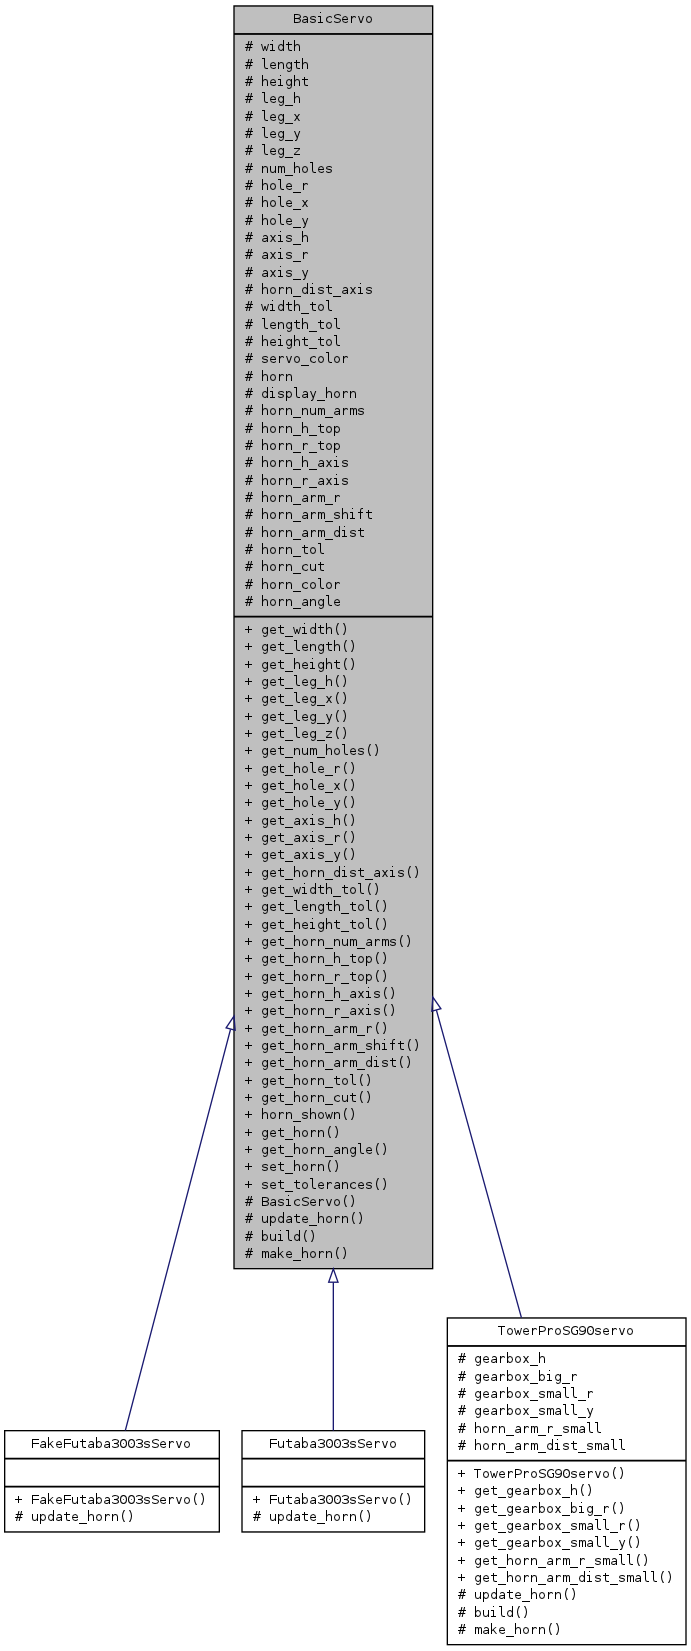 BasicServo
# width
# length
# height
# leg_h
# leg_x
# leg_y
# leg_z
# num_holes
# hole_r
# hole_x
# hole_y
# axis_h
# axis_r
# axis_y
# horn_dist_axis
# width_tol
# length_tol
# height_tol
# servo_color
# horn
# display_horn
# horn_num_arms
# horn_h_top
# horn_r_top
# horn_h_axis
# horn_r_axis
# horn_arm_r
# horn_arm_shift
# horn_arm_dist
# horn_tol
# horn_cut
# horn_color
# horn_angle
+ get_width()
+ get_length()
+ get_height()
+ get_leg_h()
+ get_leg_x()
+ get_leg_y()
+ get_leg_z()
+ get_num_holes()
+ get_hole_r()
+ get_hole_x()
+ get_hole_y()
+ get_axis_h()
+ get_axis_r()
+ get_axis_y()
+ get_horn_dist_axis()
+ get_width_tol()
+ get_length_tol()
+ get_height_tol()
+ get_horn_num_arms()
+ get_horn_h_top()
+ get_horn_r_top()
+ get_horn_h_axis()
+ get_horn_r_axis()
+ get_horn_arm_r()
+ get_horn_arm_shift()
+ get_horn_arm_dist()
+ get_horn_tol()
+ get_horn_cut()
+ horn_shown()
+ get_horn()
+ get_horn_angle()
+ set_horn()
+ set_tolerances()
# BasicServo()
# update_horn()
# build()
# make_horn()
FakeFutaba3003sServo
+ FakeFutaba3003sServo()
# update_horn()
Futaba3003sServo
+ Futaba3003sServo()
# update_horn()
TowerProSG90servo
# gearbox_h
# gearbox_big_r
# gearbox_small_r
# gearbox_small_y
# horn_arm_r_small
# horn_arm_dist_small
+ TowerProSG90servo()
+ get_gearbox_h()
+ get_gearbox_big_r()
+ get_gearbox_small_r()
+ get_gearbox_small_y()
+ get_horn_arm_r_small()
+ get_horn_arm_dist_small()
# update_horn()
# build()
# make_horn()